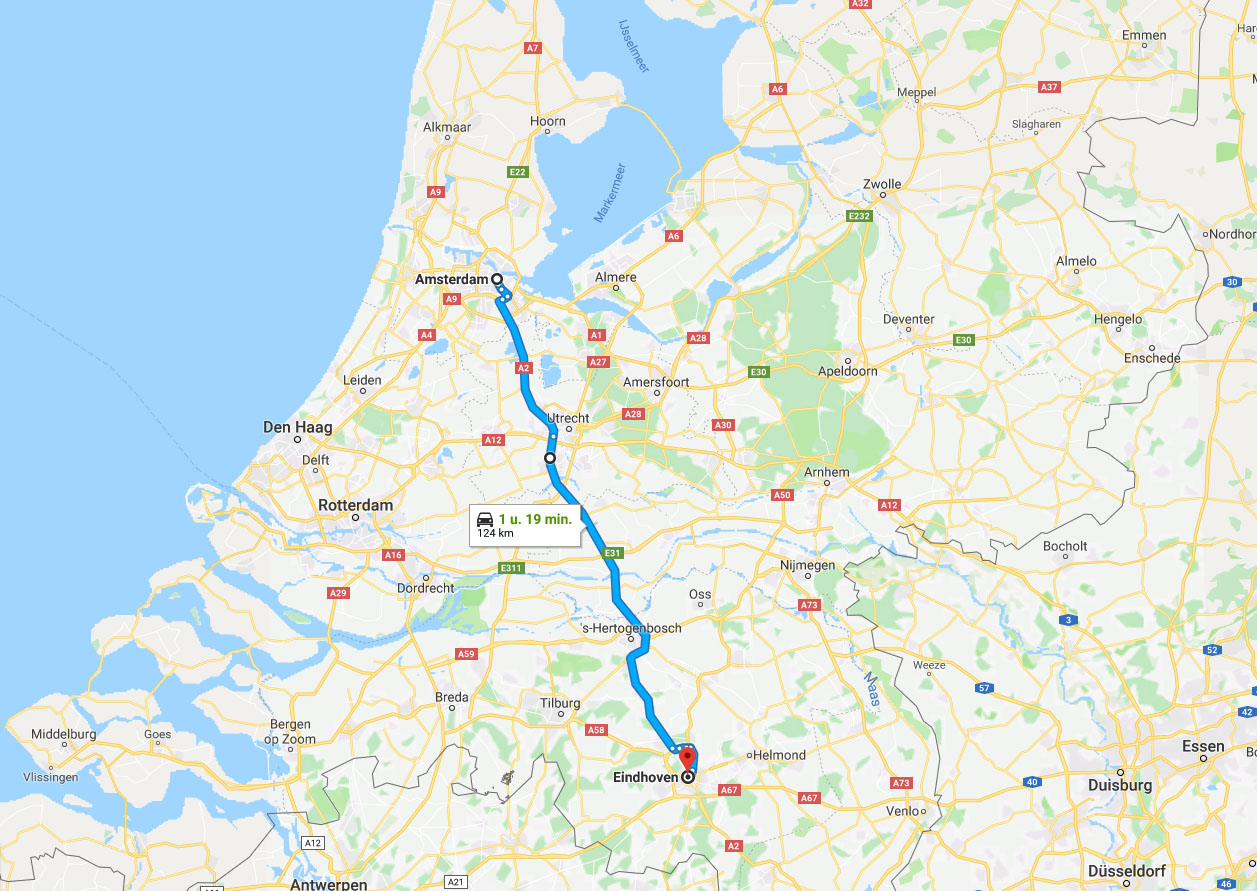 A32
IJsselmeer
Emmen
A7
A6
A37
Meppel
Slagharen
Alkmaar
Hoorn
E22
Markermeer
A9
Zwolle
E232
A6
Nordhor
Almelo
Amsterdam
Almere
30
A9
A4
A1
A28
Deventer
Hengelo
E30
Enschede
A2
A27
E30
Apeldoorn
Leiden
Amersfoort
A28
Utrecht
A30
Den Haag
A12
Delft
Arnhem
A50
A12
Rotterdam
1 u. 19 min.
124 km
A16
E31
E311
Bocholt
Nijmegen
Dordrecht
A29
Oss
A73
3
's-Hertogenbosch
A59
52
Weeze
Maas
57
Breda
Tilburg
42
Bergen
op Zoom
Middelburg
Goes
A58
Essen
Helmond
Vlissingen
Eindhoven
A67
A67
A73
40
Duisburg
Venlo
A12
A2
Düsseldorf
A21
Antwerpen
A11
46